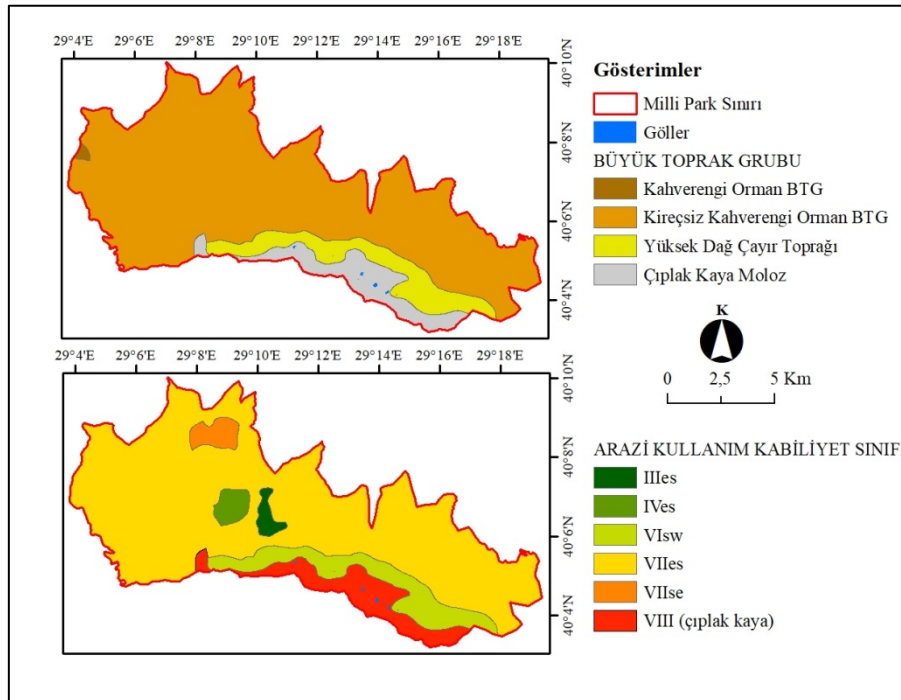 29°4'E 29°6'E 29°8'E 29°10'E 29°12'E 29°14'E 29°16'E 29°18'E
40°10'N
40°8'N
40°6'N
40°4'N
Gösterimler
Milli Park Sınırı
Göller
BÜYÜK TOPRAK GRUBU
Kahverengi Orman BTG
Kireçsiz Kahverengi Orman BTG
Yüksek Dağ Çayır Toprağı
Çıplak Kaya Moloz
K
0 2,5 5 Km
29°4'E 29°6'E 29°8'E 29°10'E 29°12'E 29°14'E 29°16'E 29°18'E
40°10'N
40°8'N
40°6'N
40°4'N
ARAZİ KULLANIM KABİLİYET SINIF
IIIes
IVes
VIsw
VIIes
VIIse
VIII (çıplak kaya)